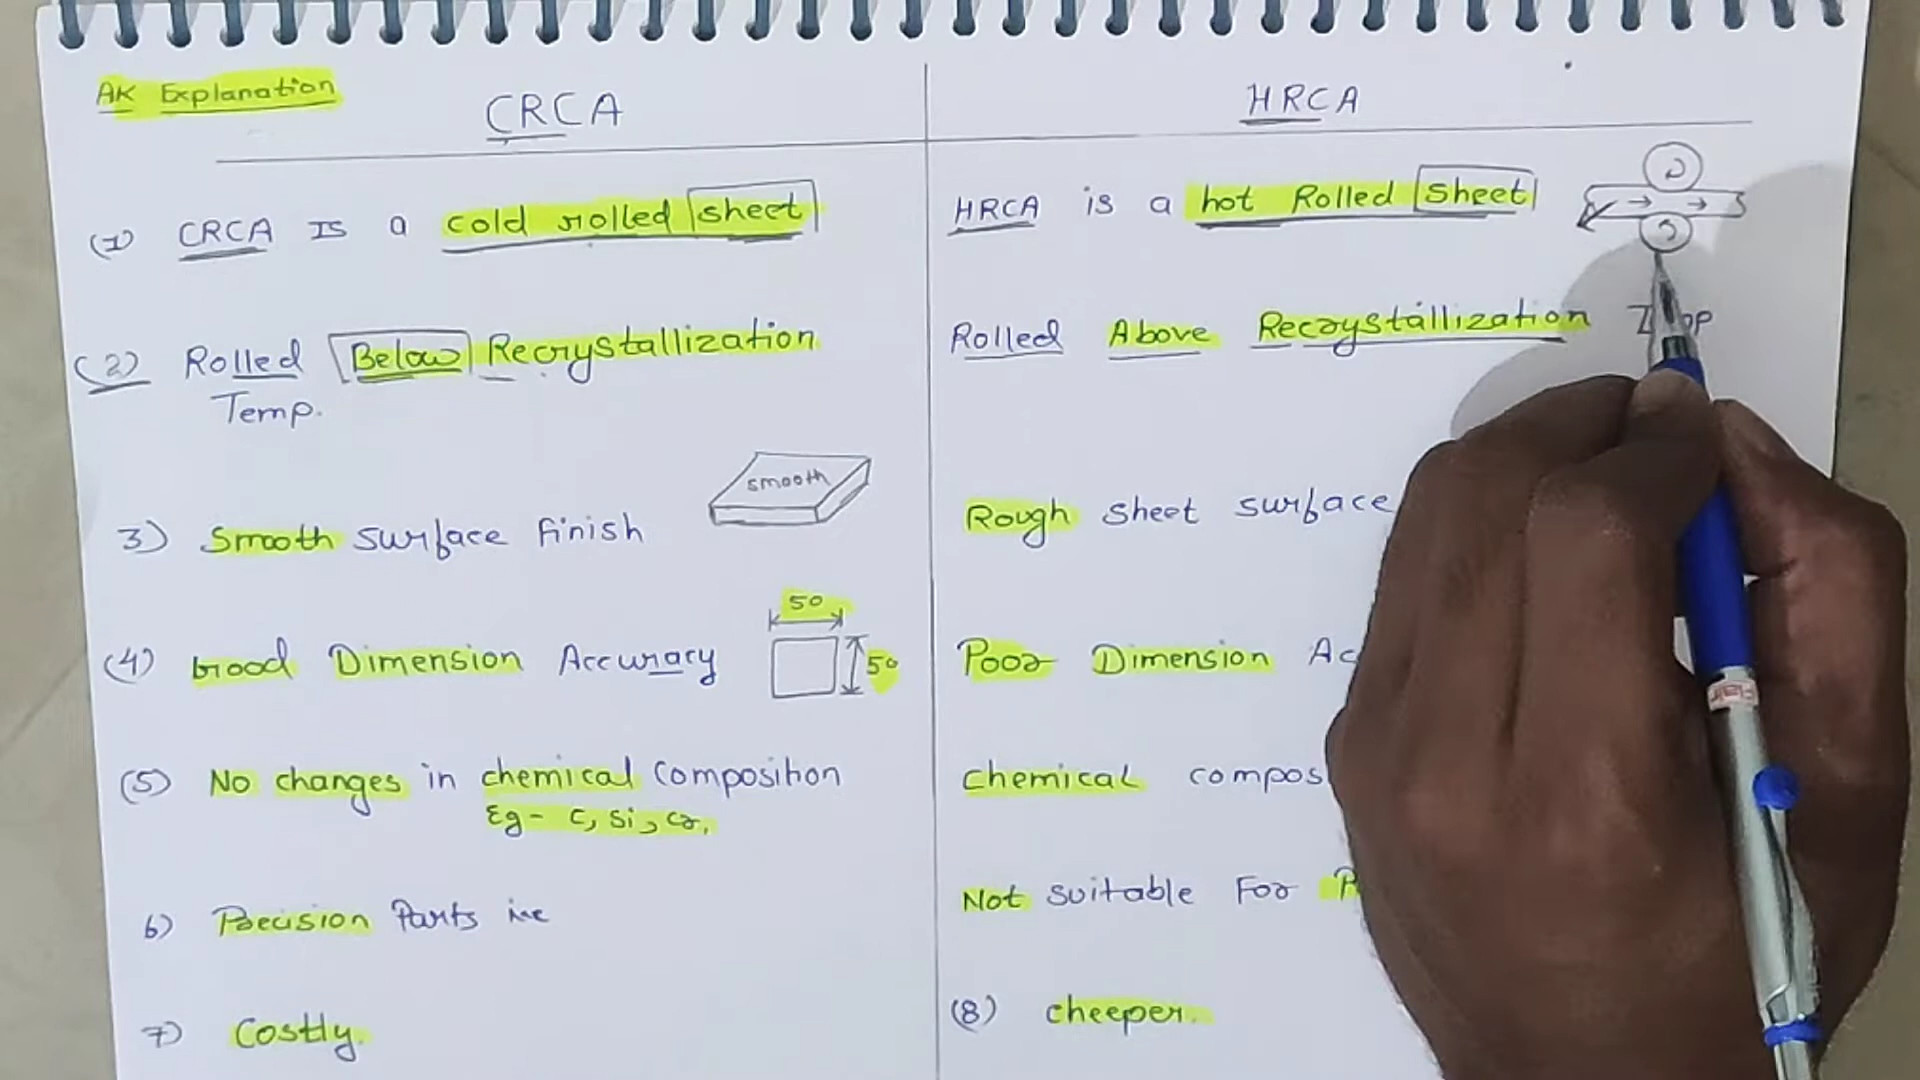 AK Explanation
CRCA
HRCA
(1) CRCA IS a cold rolled sheet
HRCA is a hot Rolled Sheet
(2) Rolled Below Recrystallization
Temp.
Rolled Above Recrystallization
3) Smooth surface Finish
smooth
Rough sheet surface
(4) Good Dimension Accuracy
50
50
Poor Dimension Ac
(5) No changes in chemical Composition
Eg- C, Si, Cr,
chemical compos
6) Precision Parts
Not suitable For P
7) Costly.
(8) cheeper.
Flair